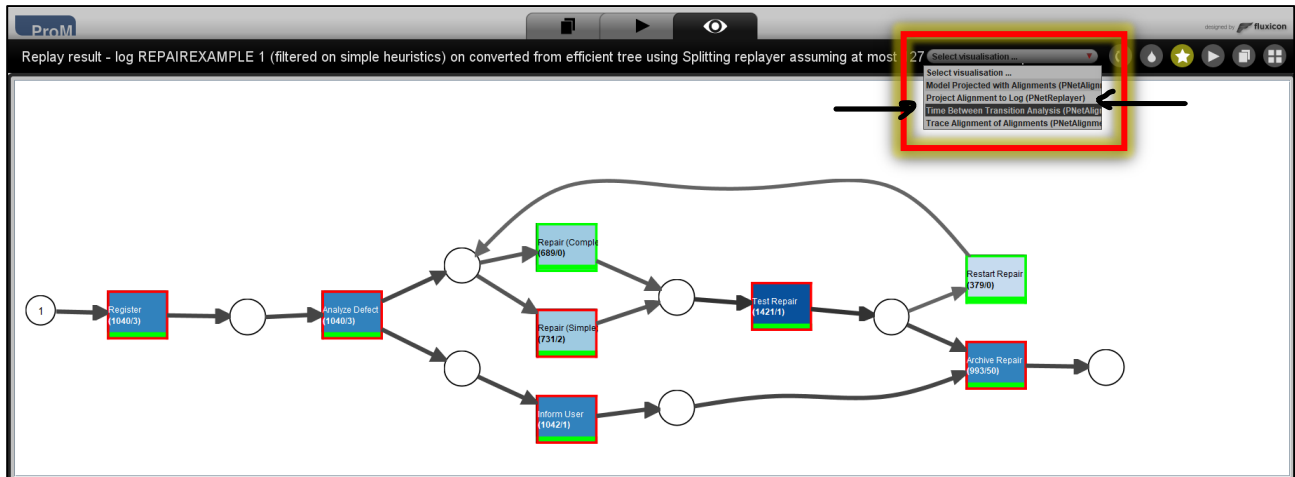 ProM
designed by fluxicon
Replay result - log REPAIREXAMPLE 1 (filtered on simple heuristics) on converted from efficient tree using Splitting replayer assuming at most 27
Select visualisation ...
Select visualisation ...
Model Projected with Alignments (PNetAlignm
Project Alignment to Log (PNetReplayer)
Time Between Transition Analysis (PNetAlig
Trace Alignment of Alignments (PNetAlignme
Repair (Comple
(689/0)
Restart Repair
(379/0)
1
Register
(1040/3)
Analyze Defect
(1040/3)
Test Repair
(1421/1)
Repair (Simple
(731/2)
Archive Repair
(993/50)
Inform User
(1042/1)